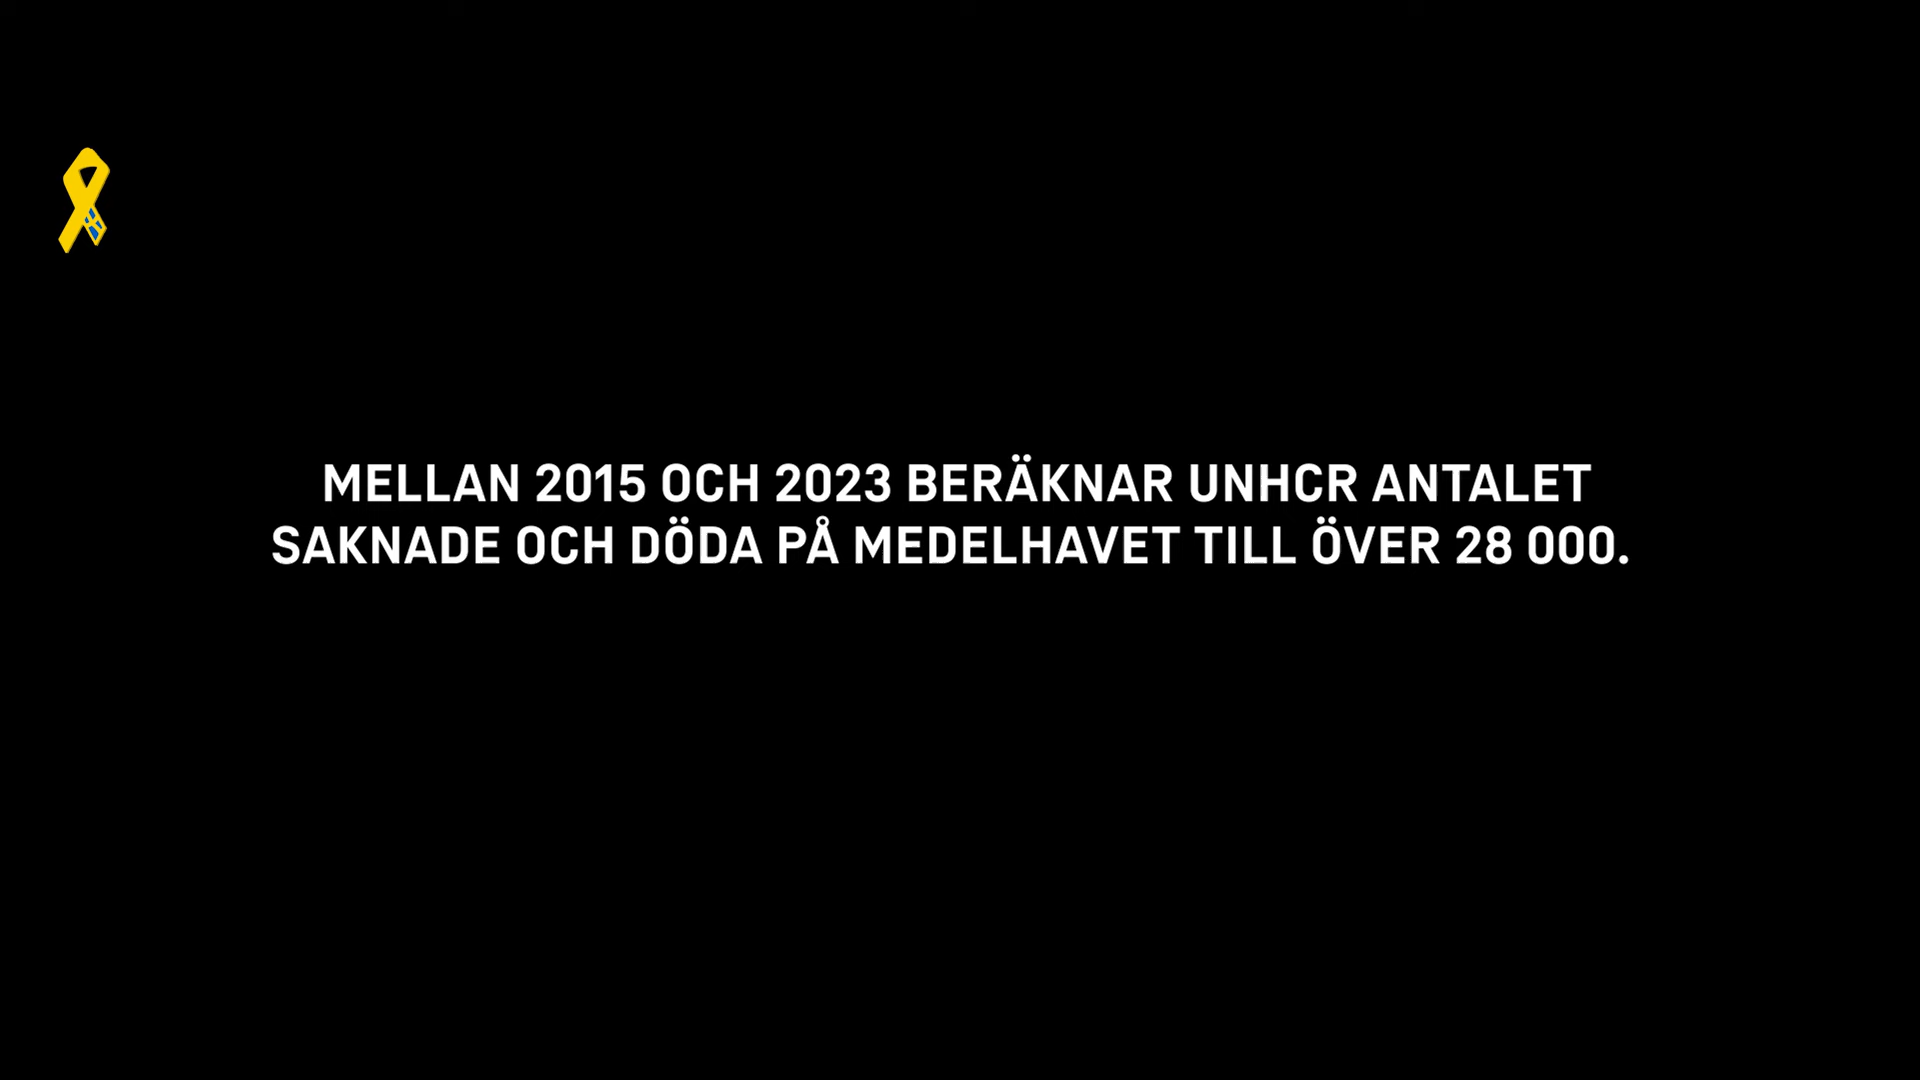 MELLAN 2015 OCH 2023 BERÄKNAR UNHCR ANTALET
SAKNADE OCH DÖDA PÅ MEDELHAVET TILL ÖVER 28 000.